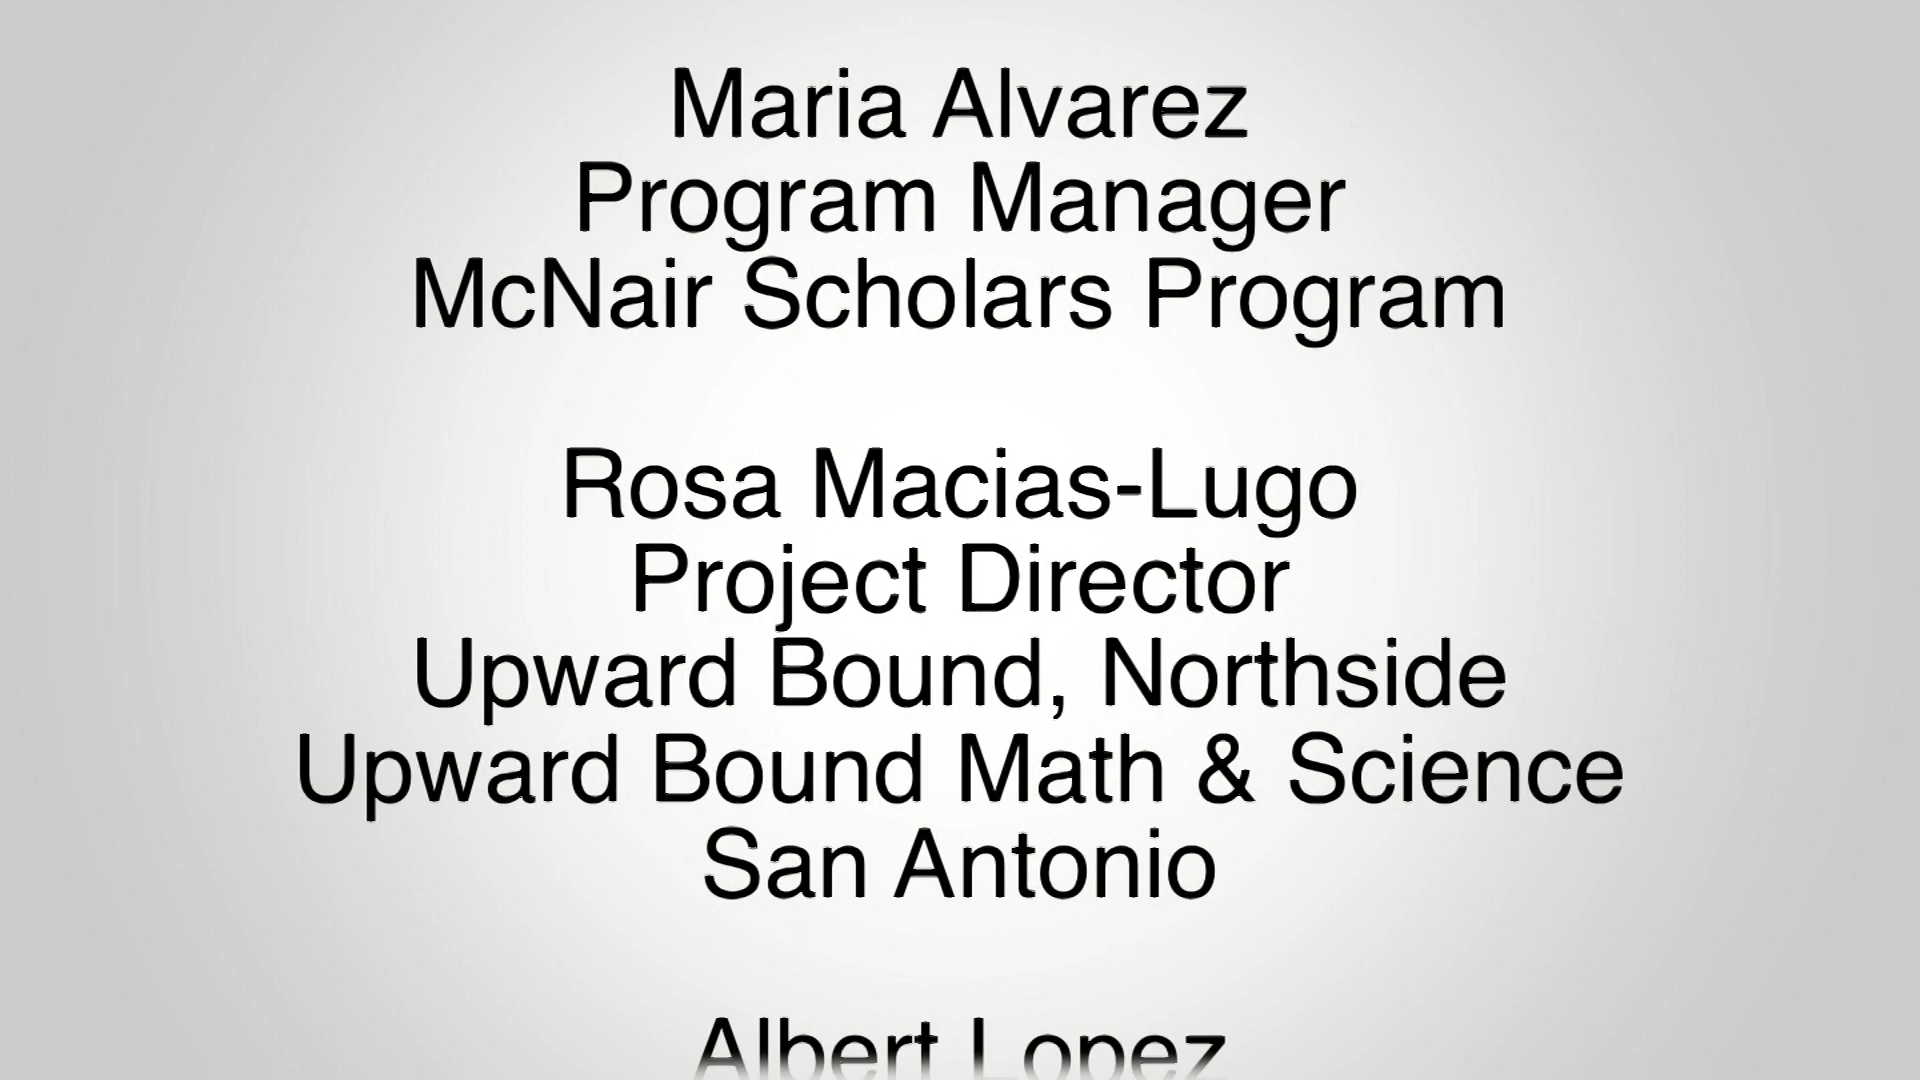 Maria Alvarez
Program Manager
McNair Scholars Program
Rosa Macias-Lugo
Project Director
Upward Bound, Northside
Upward Bound Math & Science
San Antonio
Albert Lopez